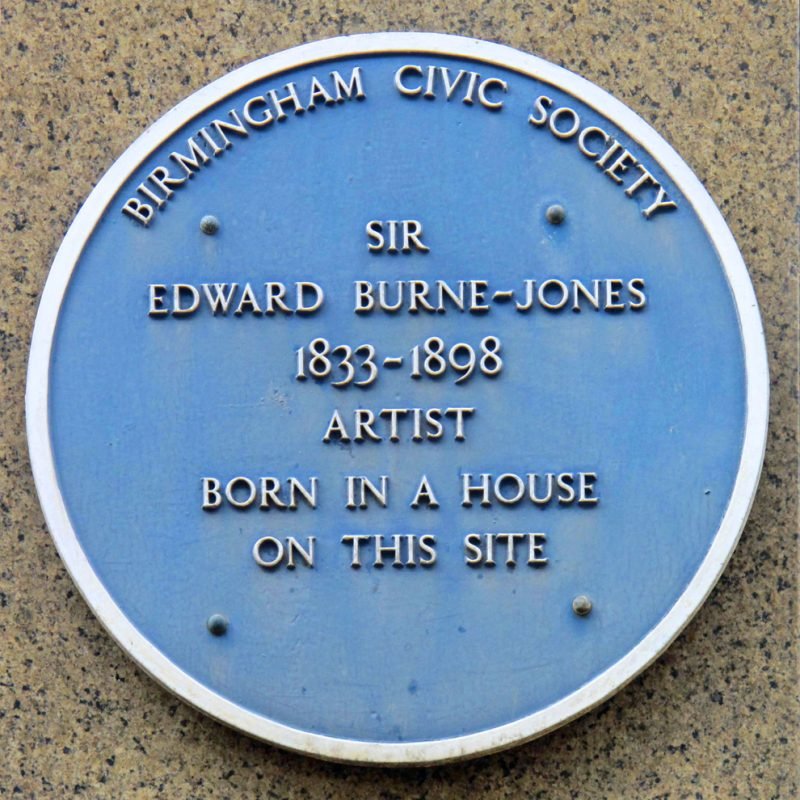 BIRMINGHAM CIVIC SOCIETY
SIR
EDWARD BURNE-JONES
1833-1898
ARTIST
BORN IN A HOUSE
ON THIS SITE